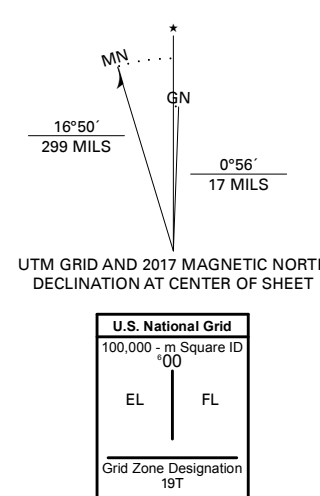 ★
MN
GN
16°50´
299 MILS
0°56´
17 MILS
UTM GRID AND 2017 MAGNETIC NORTH
DECLINATION AT CENTER OF SHEET
U.S. National Grid
100,000 - m Square ID
⁶00
EL FL
Grid Zone Designation
19T